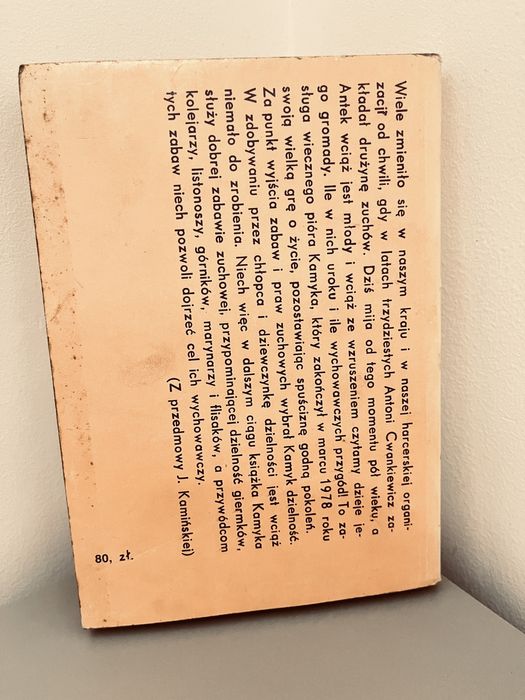 Wiele zmieniło się w naszym kraju i w naszej harcerskiej organi-
zacji od chwili, gdy w latach trzydziestych Antoni Cwankiewicz za-
kładał drużynę zuchów. Dziś mija od tego momentu pół wieku, a
Antek wciąż jest młody i wciąż ze wzruszeniem czytamy dzieje je-
go gromady. Ile w nich uroku i ile wychowawczych przygód! To za-
sługa wiecznego pióra Kamyka, który zakończył w marcu 1978 roku
swoją wielką grę o życie, pozostawiając spuściznę godną pokoleń.
Za punkt wyjścia zabaw i praw zuchowych wybrał Kamyk dzielność.
W zdobywaniu przez chłopca i dziewczynkę dzielności jest wciąż
niemało do zrobienia. Niech więc w dalszym ciągu książka Kamyka
służy dobrej zabawie zuchowej, przypominającej dzielność giermków,
kolejarzy, listonoszy, górników, marynarzy i flisaków, a przywódcom
tych zabaw niech pozwoli dojrzeć cel ich wychowawczy.
(Z przedmowy J. Kamińskiej)
80, zł.